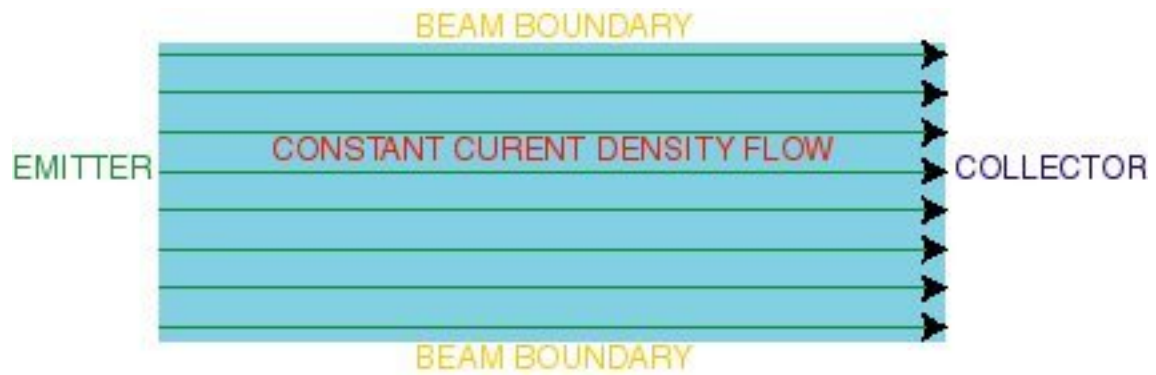 BEAM BOUNDARY
CONSTANT CURENT DENSITY FLOW
EMITTER
COLLECTOR
BEAM BOUNDARY